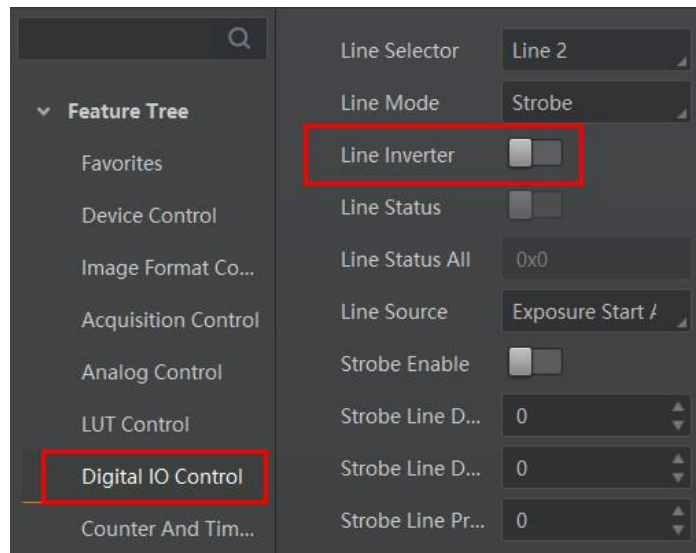 Feature Tree
Favorites
Device Control
Image Format Co...
Acquisition Control
Analog Control
LUT Control
Digital IO Control
Counter And Tim...
Line Selector Line 2
Line Mode Strobe
Line Inverter
Line Status
Line Status All 0x0
Line Source Exposure Start A
Strobe Enable
Strobe Line D... 0
Strobe Line D... 0
Strobe Line Pr... 0